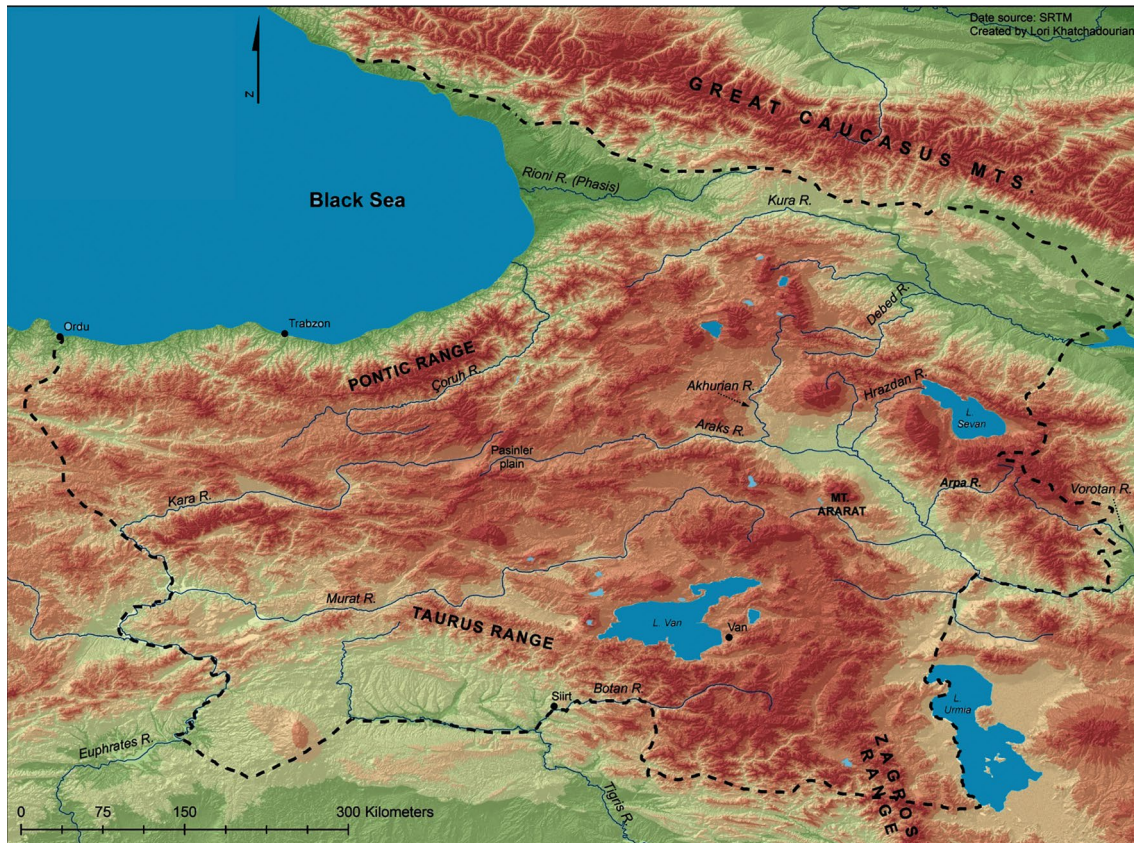 Date source: SRTM
Created by Lori Khatchadourian
N
GREAT CAUCASUS MTS.
Rioni R. (Phasis)
Black Sea
Kura R.
Debed R.
Ordu
Trabzon
PONTIC RANGE
Çoruh R.
Akhurian R.
Hrazdan R.
L.
Sevan
Araks R.
Pasinler
plain
Kara R.
Arpa R.
Vorotan R.
MT.
ARARAT
Murat R.
TAURUS RANGE
L. Van
Van
Siirt
Botan R.
L.
Urmia
Euphrates R.
Tigris R.
ZAGROS
RANGE
0 75 150 300 Kilometers